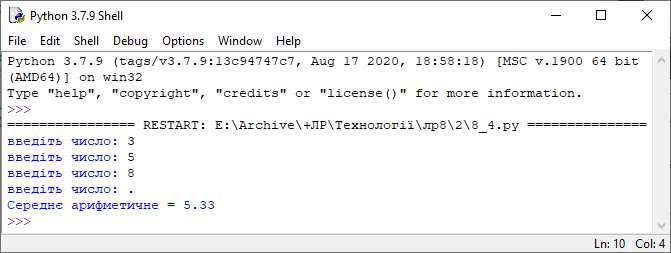 Python 3.7.9 Shell
File Edit Shell Debug Options Window Help
Python 3.7.9 (tags/v3.7.9:13c94747c7, Aug 17 2020, 18:58:18) [MSC v.1900 64 bit
(AMD64)] on win32
Type "help", "copyright", "credits" or "license()" for more information.
>>>
================ RESTART: E:\Archive\+ЛР\Технології\лр8\2\8_4.py ===============
введіть число: 3
введіть число: 5
введіть число: 8
введіть число: .
Середнє арифметичне = 5.33
>>>
Ln: 10 Col: 4